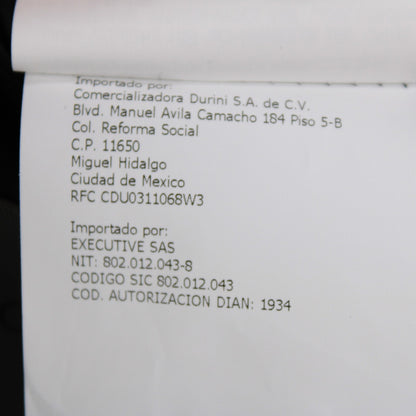 Importado por:
Comercializadora Durini S.A. de C.V.
Blvd. Manuel Avila Camacho 184 Piso 5-B
Col. Reforma Social
C.P. 11650
Miguel Hidalgo
Ciudad de Mexico
RFC CDU0311068W3
Importado por:
EXECUTIVE SAS
NIT: 802.012.043-8
CODIGO SIC 802.012.043
COD. AUTORIZACION DIAN: 1934